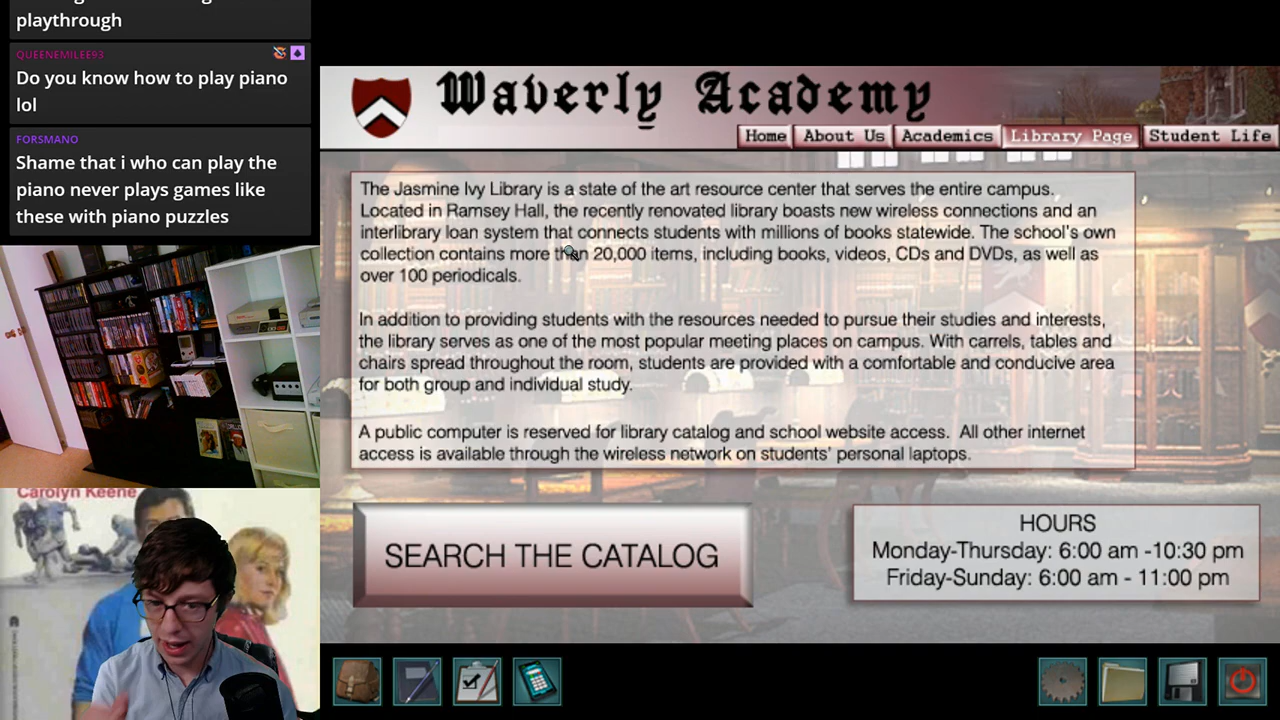 playthrough
QUEENEMILEE93
Do you know how to play piano
lol
FORSMANO
Shame that i who can play the
piano never plays games like
these with piano puzzles
Carolyn Keene
Waverly Academy
Home
About Us
Academics
Library Page
Student Life
The Jasmine Ivy Library is a state of the art resource center that serves the entire campus.
Located in Ramsey Hall, the recently renovated library boasts new wireless connections and an
interlibrary loan system that connects students with millions of books statewide. The school's own
collection contains more than 20,000 items, including books, videos, CDs and DVDs, as well as
over 100 periodicals.
In addition to providing students with the resources needed to pursue their studies and interests,
the library serves as one of the most popular meeting places on campus. With carrels, tables and
chairs spread throughout the room, students are provided with a comfortable and conducive area
for both group and individual study.
A public computer is reserved for library catalog and school website access. All other internet
access is available through the wireless network on students' personal laptops.
SEARCH THE CATALOG
HOURS
Monday-Thursday: 6:00 am -10:30 pm
Friday-Sunday: 6:00 am - 11:00 pm